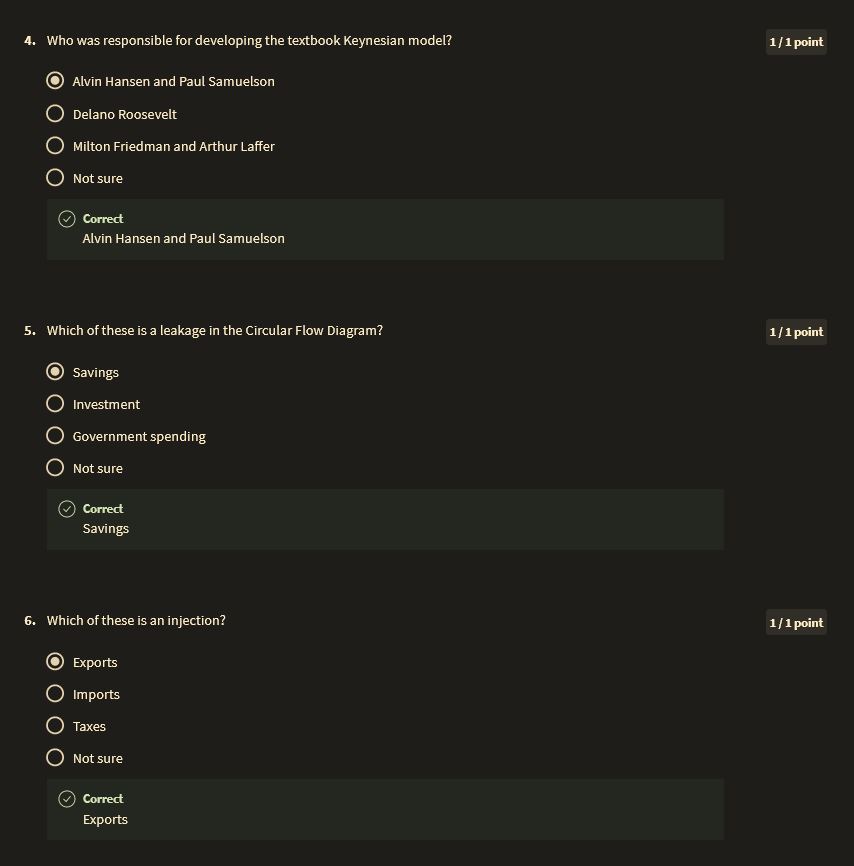 4. Who was responsible for developing the textbook Keynesian model? 1 / 1 point
Alvin Hansen and Paul Samuelson
Delano Roosevelt
Milton Friedman and Arthur Laffer
Not sure
Correct
Alvin Hansen and Paul Samuelson
5. Which of these is a leakage in the Circular Flow Diagram? 1 / 1 point
Savings
Investment
Government spending
Not sure
Correct
Savings
6. Which of these is an injection? 1 / 1 point
Exports
Imports
Taxes
Not sure
Correct
Exports